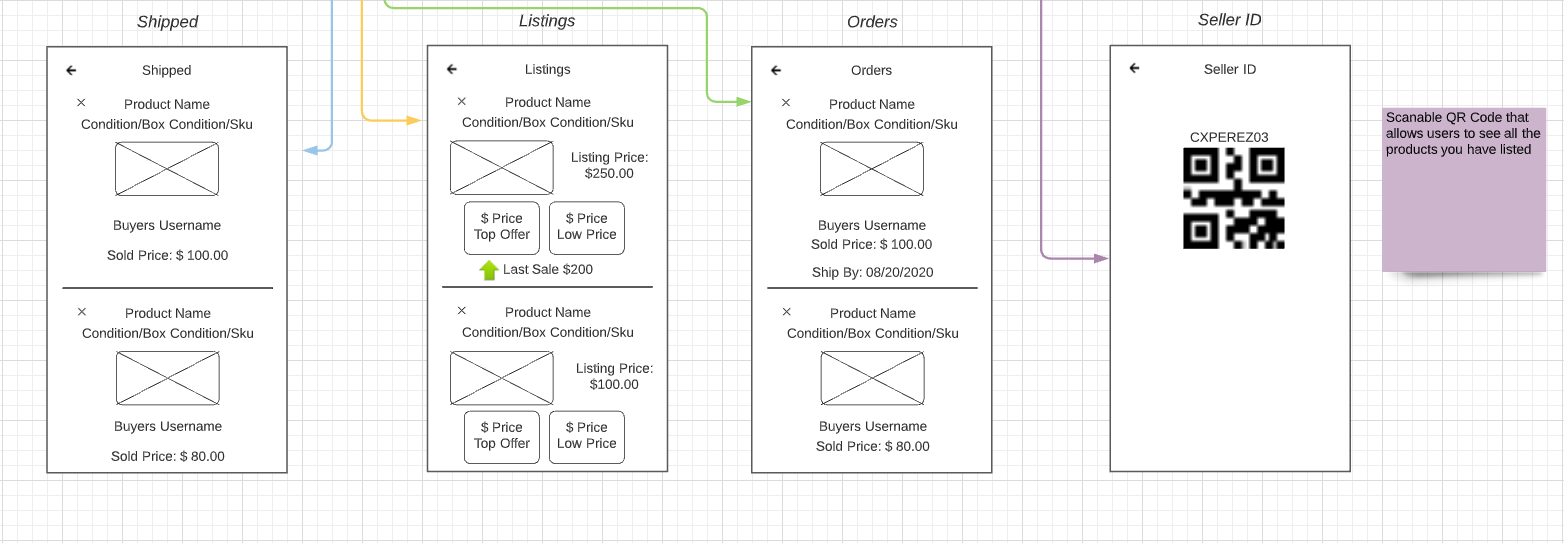 Shipped
Shipped
Product Name
Condition/Box Condition/Sku
Buyers Username
Sold Price: $ 100.00
Product Name
Condition/Box Condition/Sku
Buyers Username
Sold Price: $ 80.00
Listings
Listings
Product Name
Condition/Box Condition/Sku
Listing Price:
$250.00
$ Price
Top Offer
$ Price
Low Price
Last Sale $200
Product Name
Condition/Box Condition/Sku
Listing Price:
$100.00
$ Price
Top Offer
$ Price
Low Price
Orders
Orders
Product Name
Condition/Box Condition/Sku
Buyers Username
Sold Price: $ 100.00
Ship By: 08/20/2020
Product Name
Condition/Box Condition/Sku
Buyers Username
Sold Price: $ 80.00
Seller ID
Seller ID
CXPEREZ03
Scanable QR Code that
allows users to see all the
products you have listed